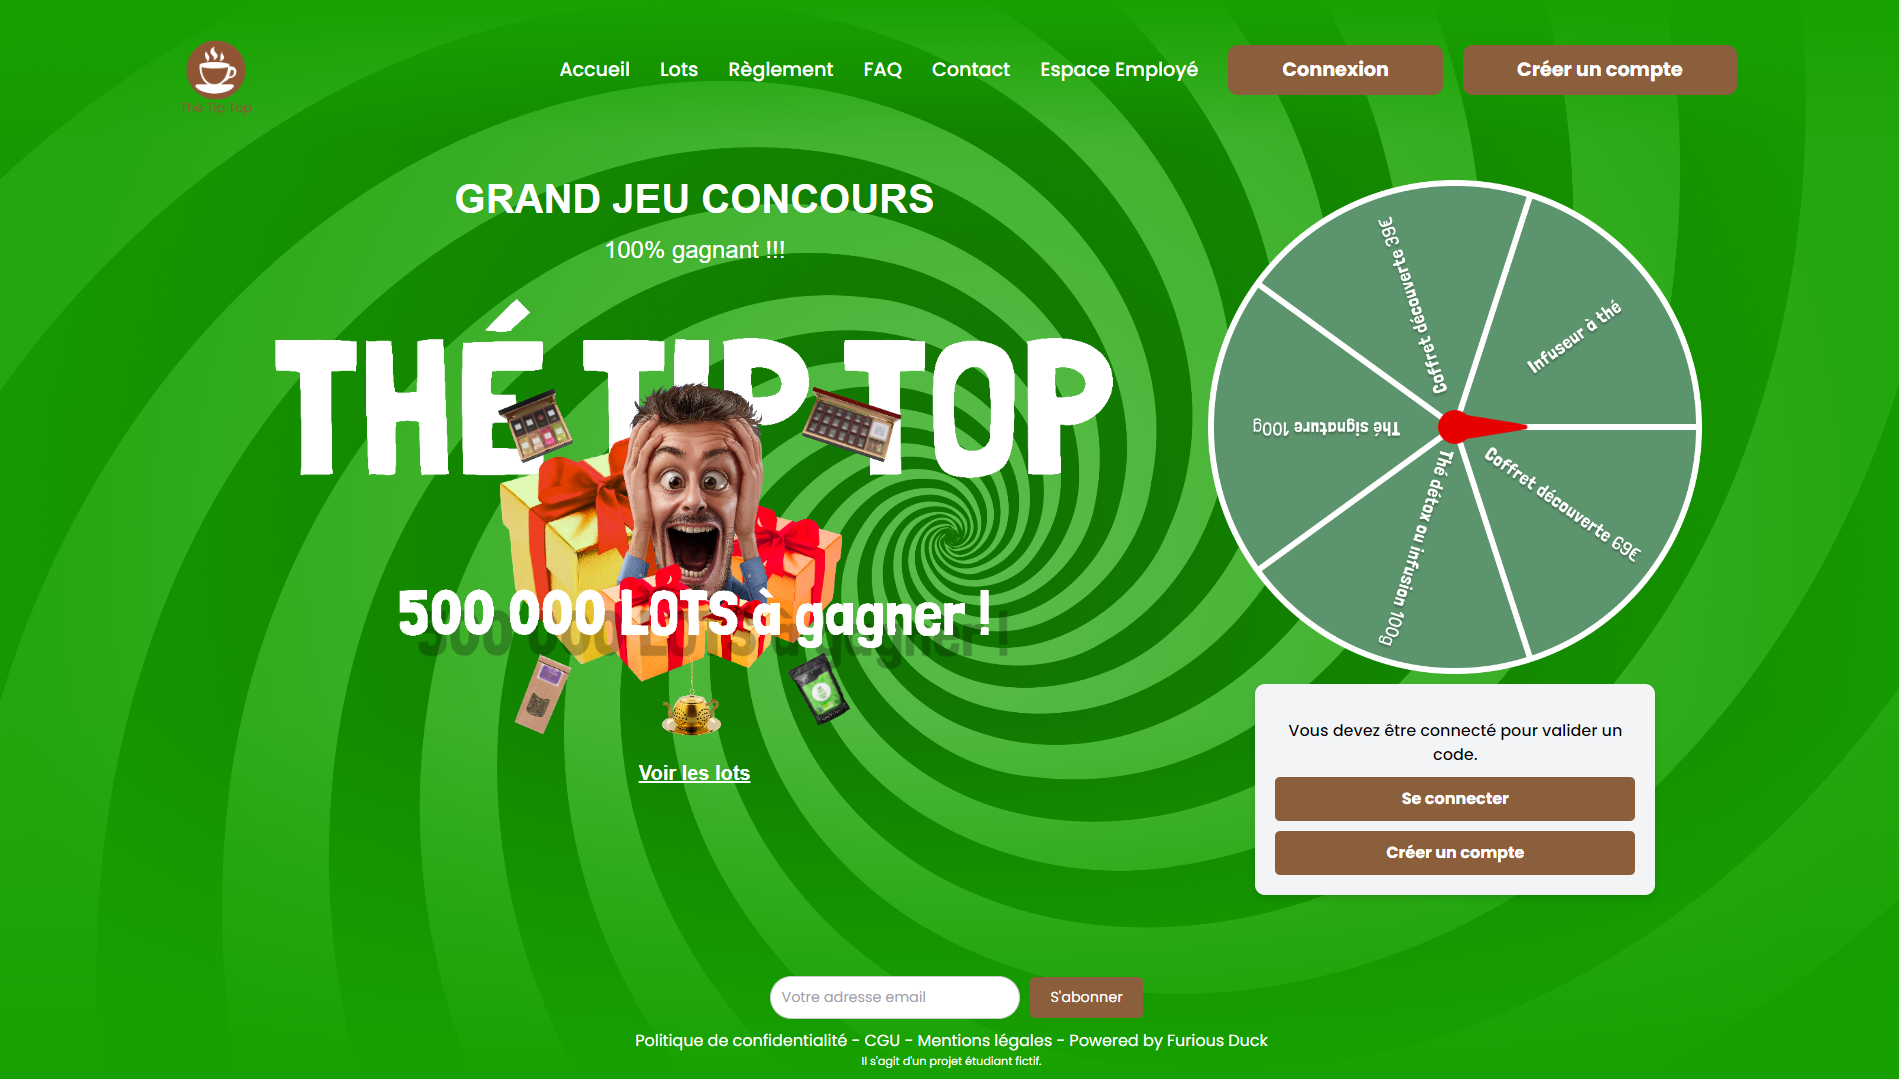 Thé Tip Top
Accueil
Lots
Règlement
FAQ
Contact
Espace Employé
Connexion
Créer un compte
GRAND JEU CONCOURS
100% gagnant !!!
THÉ TIP TOP
500 000 LOTS à gagner !
Voir les lots
Coffret découverte 39€
Infuseur à thé
Thé signature 100g
Coffret découverte 69€
Thé détox ou infusion 100g
Vous devez être connecté pour valider un
code.
Se connecter
Créer un compte
Votre adresse email
S'abonner
Politique de confidentialité - CGU - Mentions légales - Powered by Furious Duck
Il s'agit d'un projet étudiant fictif.